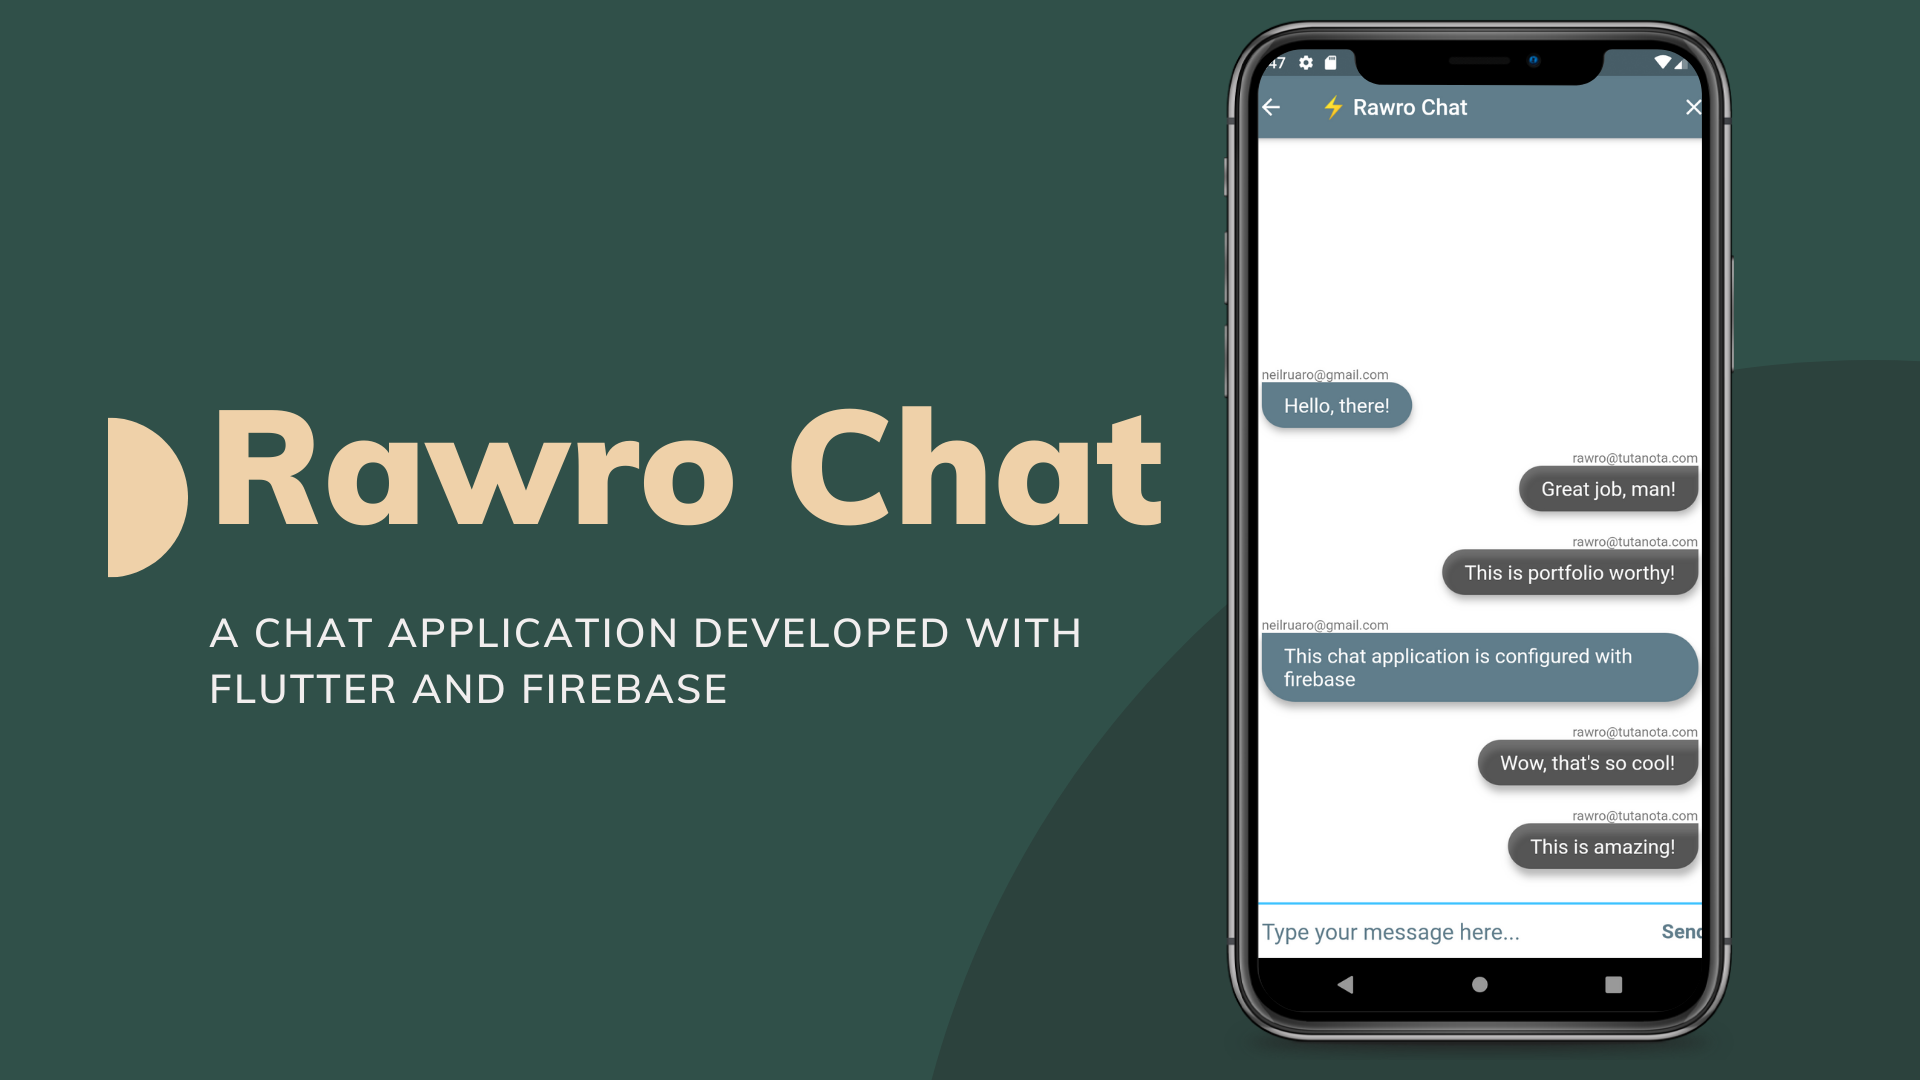 Rawro Chat
A CHAT APPLICATION DEVELOPED WITH
FLUTTER AND FIREBASE
47
⚡ Rawro Chat
neilruaro@gmail.com
Hello, there!
rawro@tutanota.com
Great job, man!
rawro@tutanota.com
This is portfolio worthy!
neilruaro@gmail.com
This chat application is configured with
firebase
rawro@tutanota.com
Wow, that's so cool!
rawro@tutanota.com
This is amazing!
Type your message here... Send